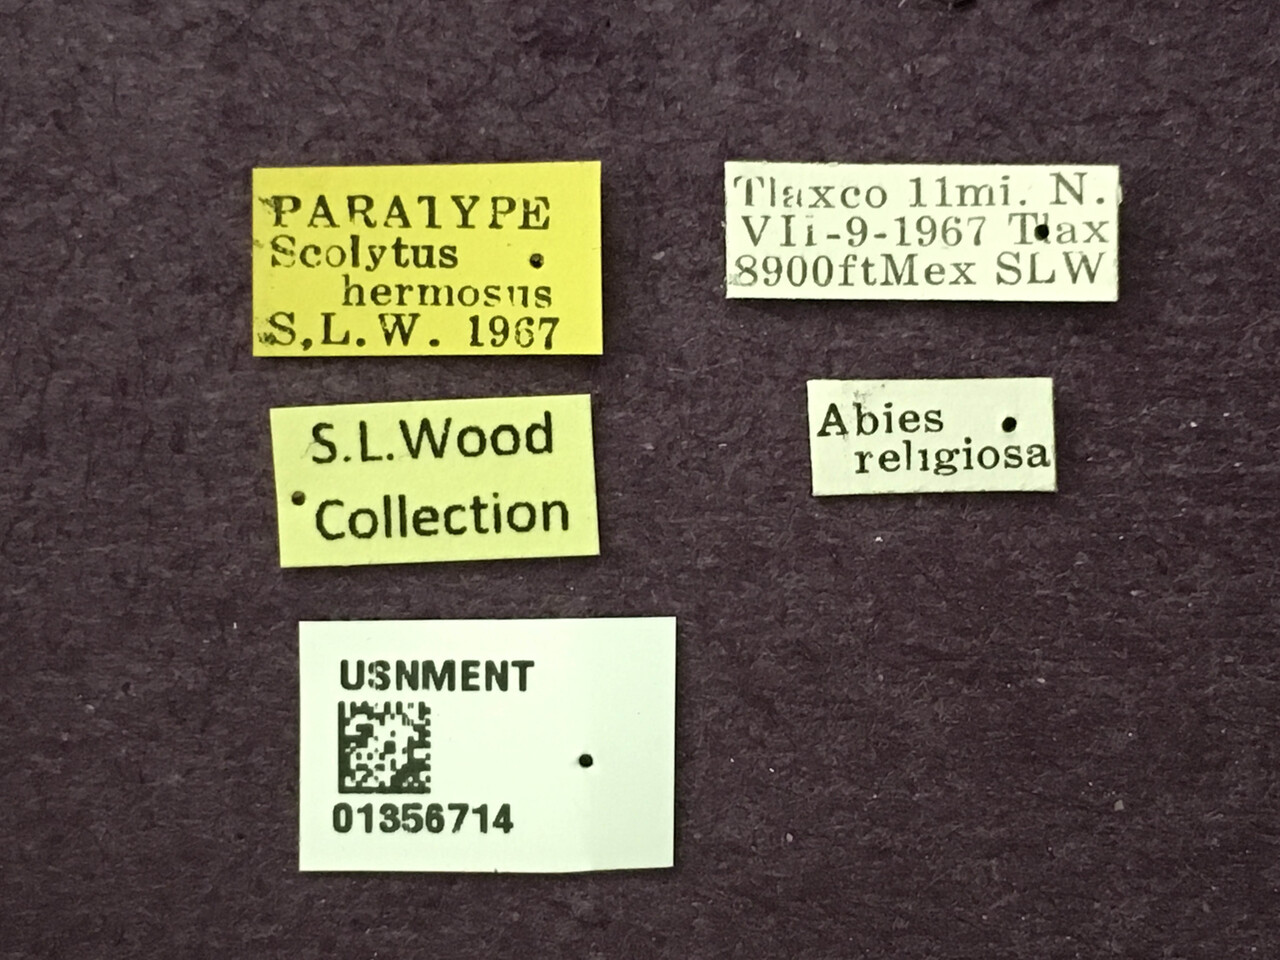 PARATYPE
Scolytus
hermosus
S.L.W. 1967
Tlaxco 11mi. N.
VII-9-1967 Tlax
8900ftMex SLW
S.L.Wood
Collection
Abies
religiosa
USNMENT
01356714